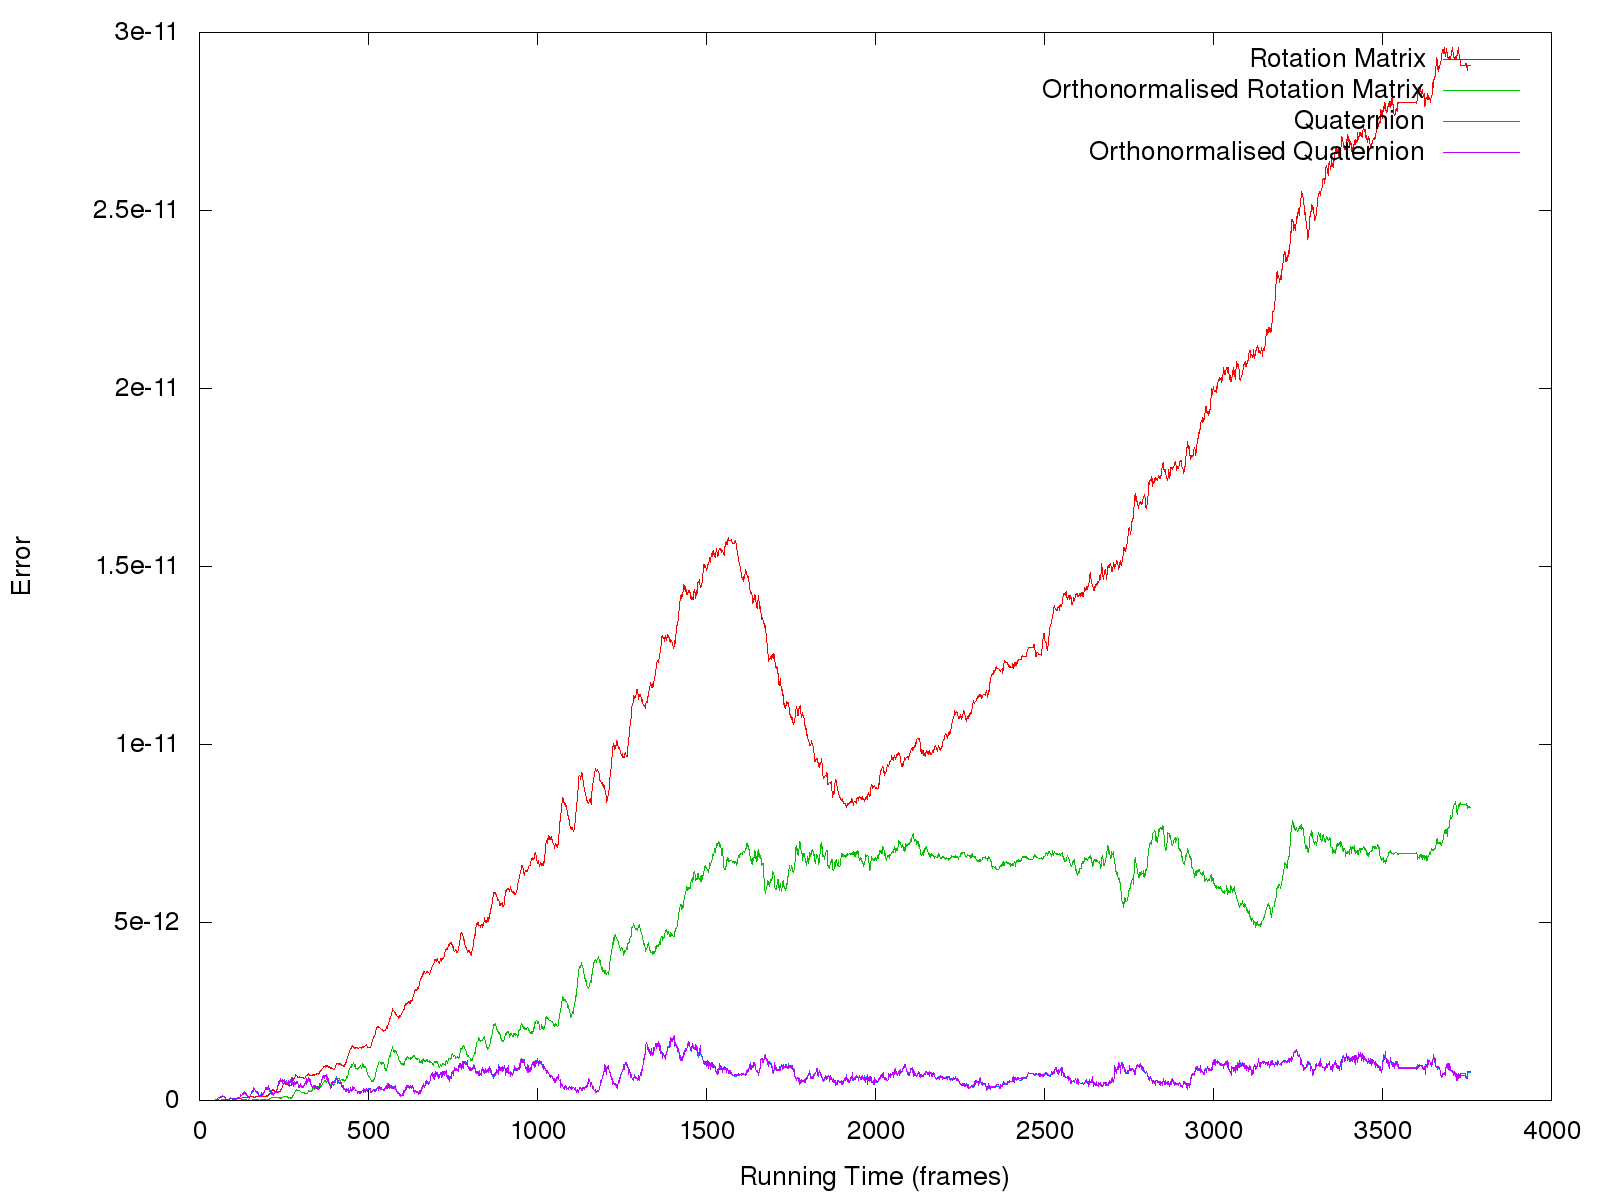 3e-11
2.5e-11
2e-11
1.5e-11
1e-11
5e-12
0
0 500 1000 1500 2000 2500 3000 3500 4000
Error
Running Time (frames)
Rotation Matrix
Orthonormalised Rotation Matrix
Quaternion
Orthonormalised Quaternion